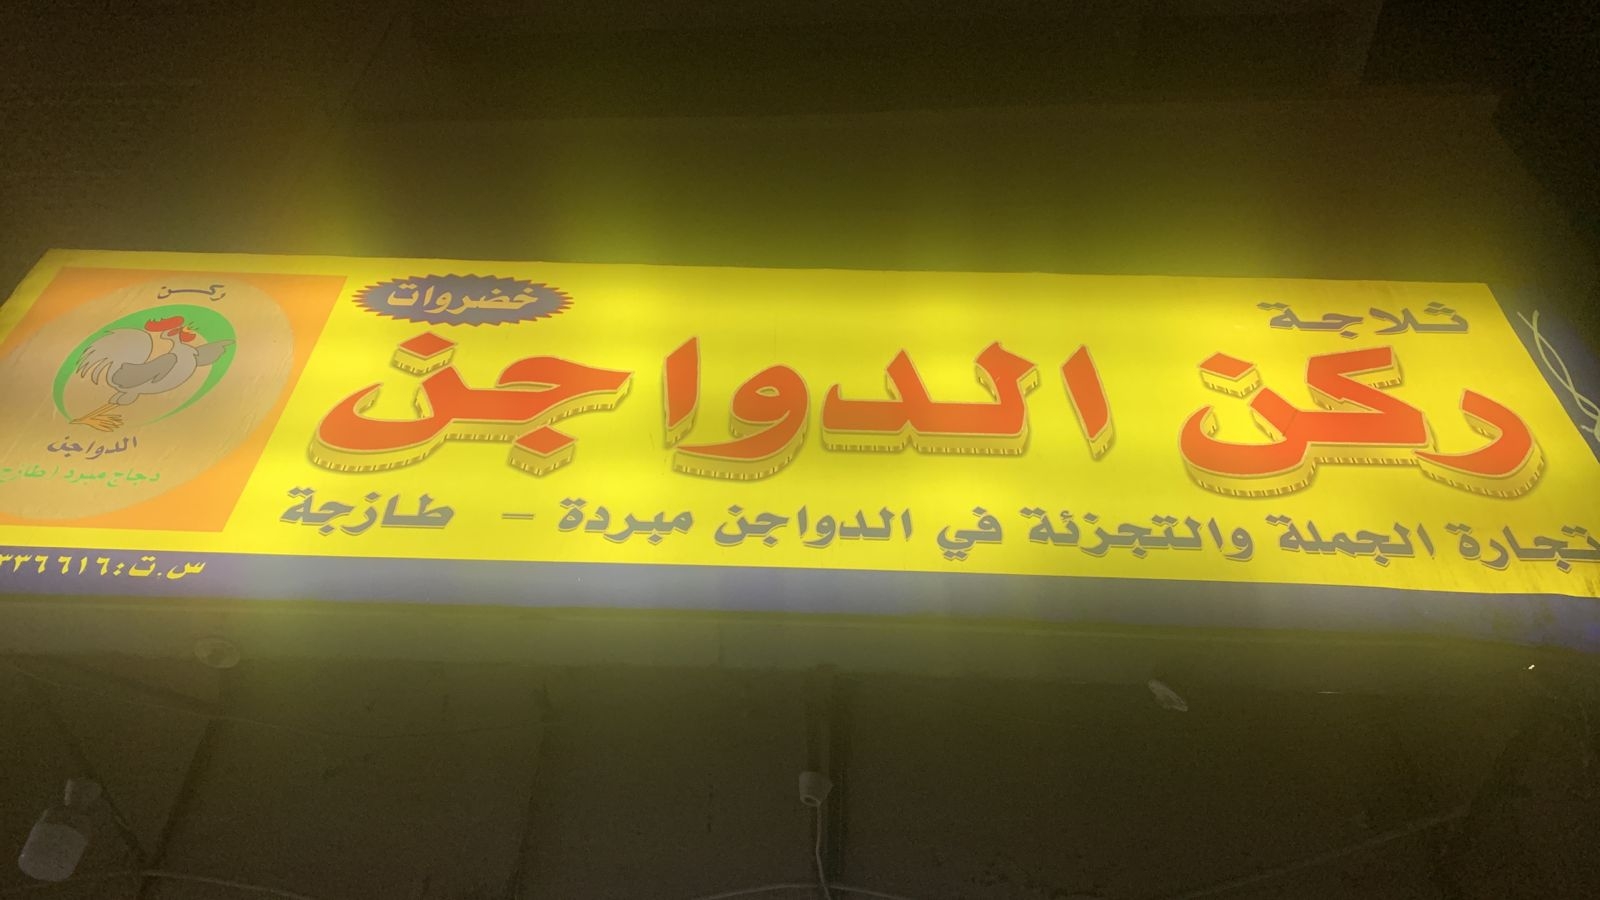 ثلاجة
خضروات
ركن الدواجن
تجارة الجملة والتجزئة في الدواجن مبردة - طازجة
ركن
الدواجن
دجاج مبرد / طازج
س.ت: